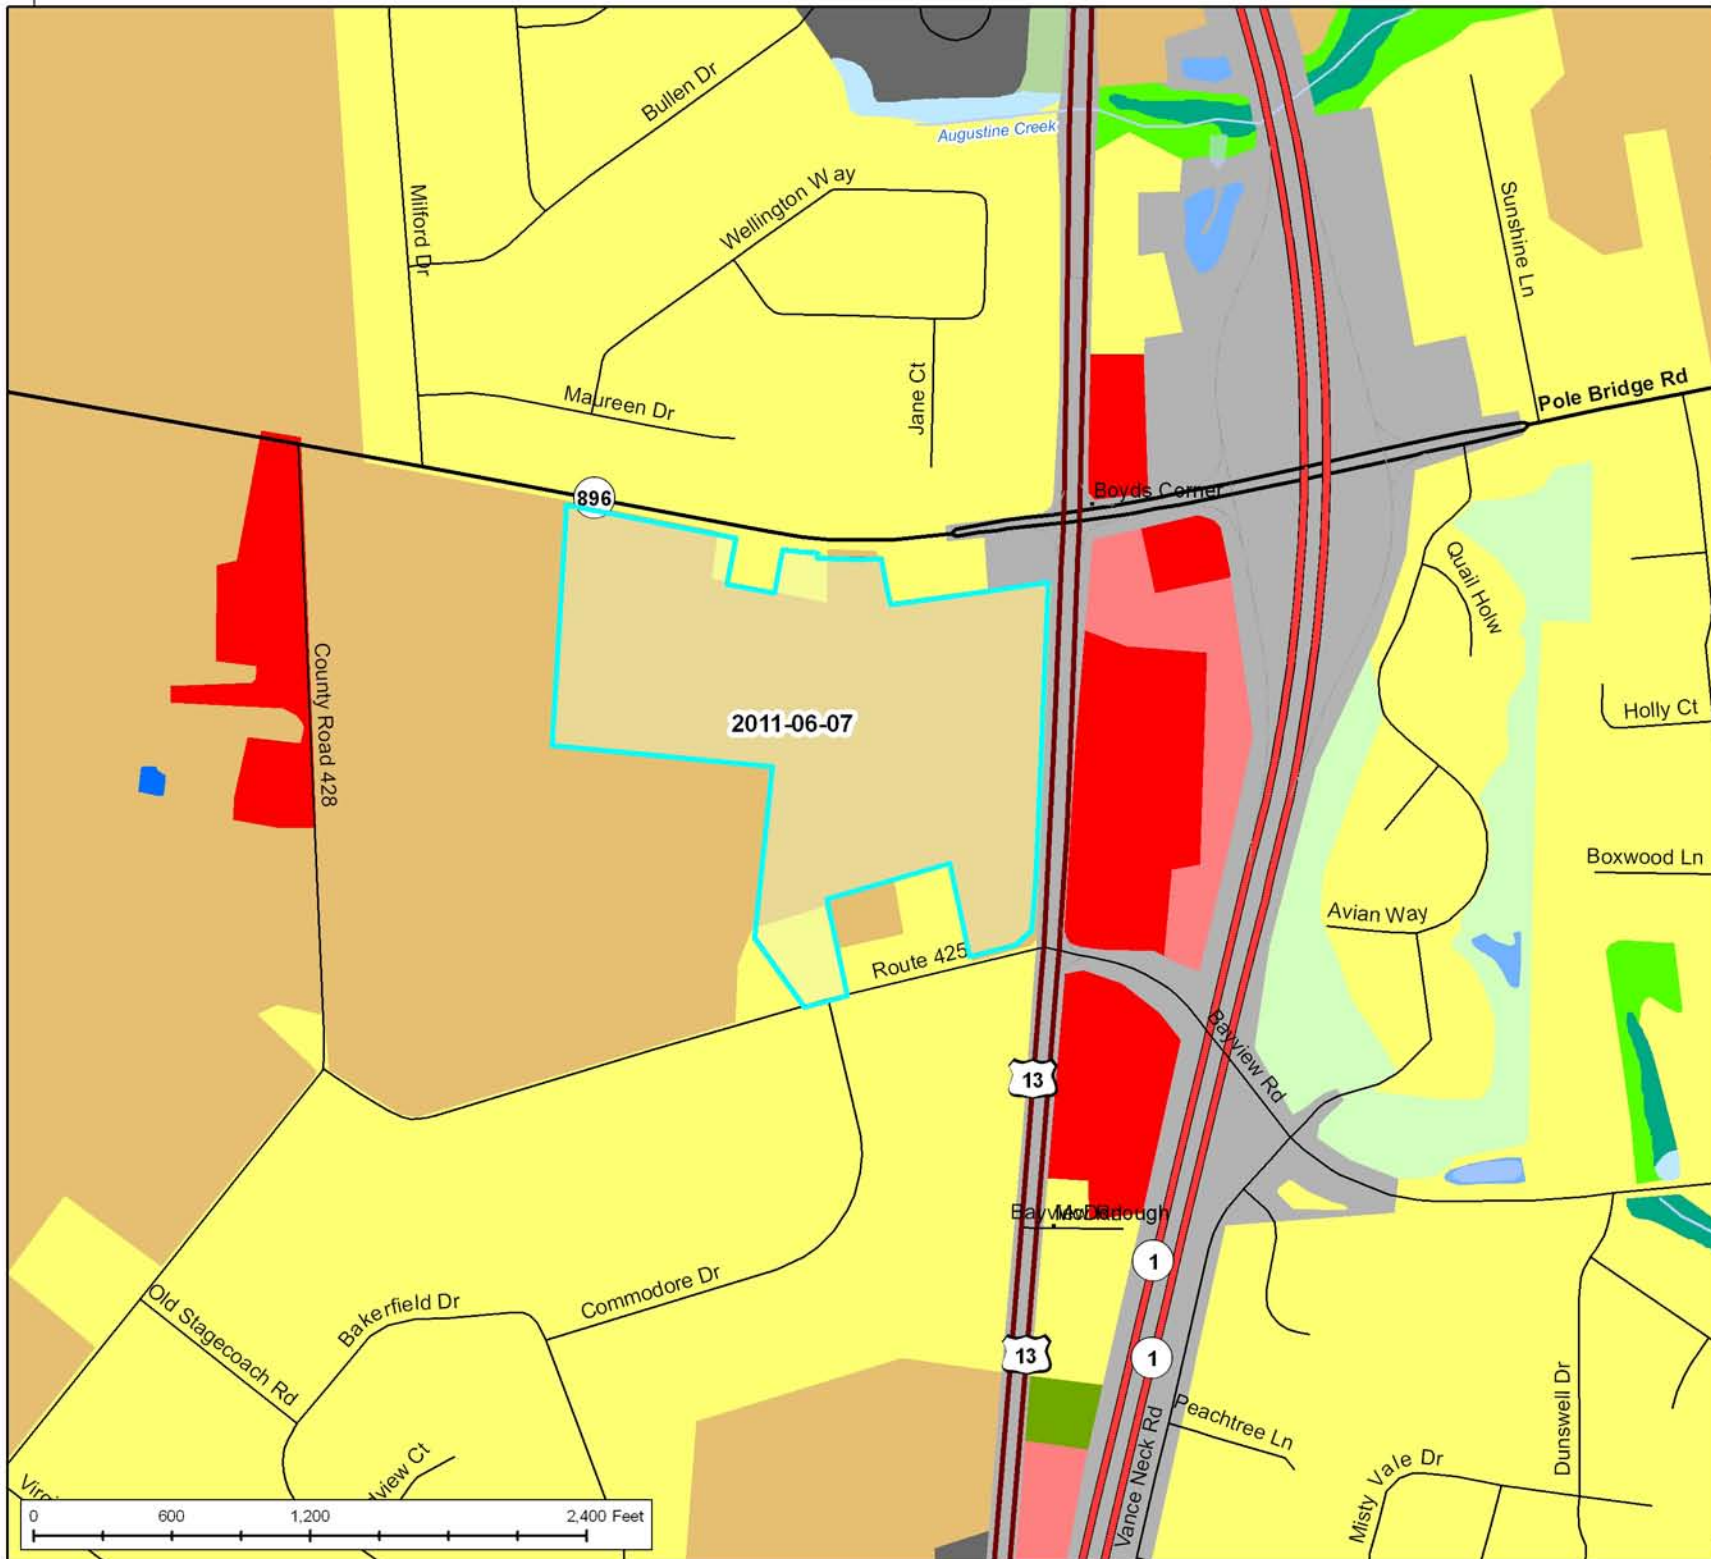 Bullen Dr
Augustine Creek
Milford Dr
Wellington Way
Sunshine Ln
Jane Ct
Maureen Dr
Pole Bridge Rd
896
Boyds Corner
Quail Holw
County Road 428
2011-06-07
Holly Ct
Boxwood Ln
Avian Way
Route 425
Bayview Rd
13
McDonough
1
Commodore Dr
Bakerfield Dr
Old Stagecoach Rd
13
1
Peachtree Ln
Vance Neck Rd
Dunswell Dr
Misty Vale Dr
dview Ct
0 600 1,200 2,400 Feet